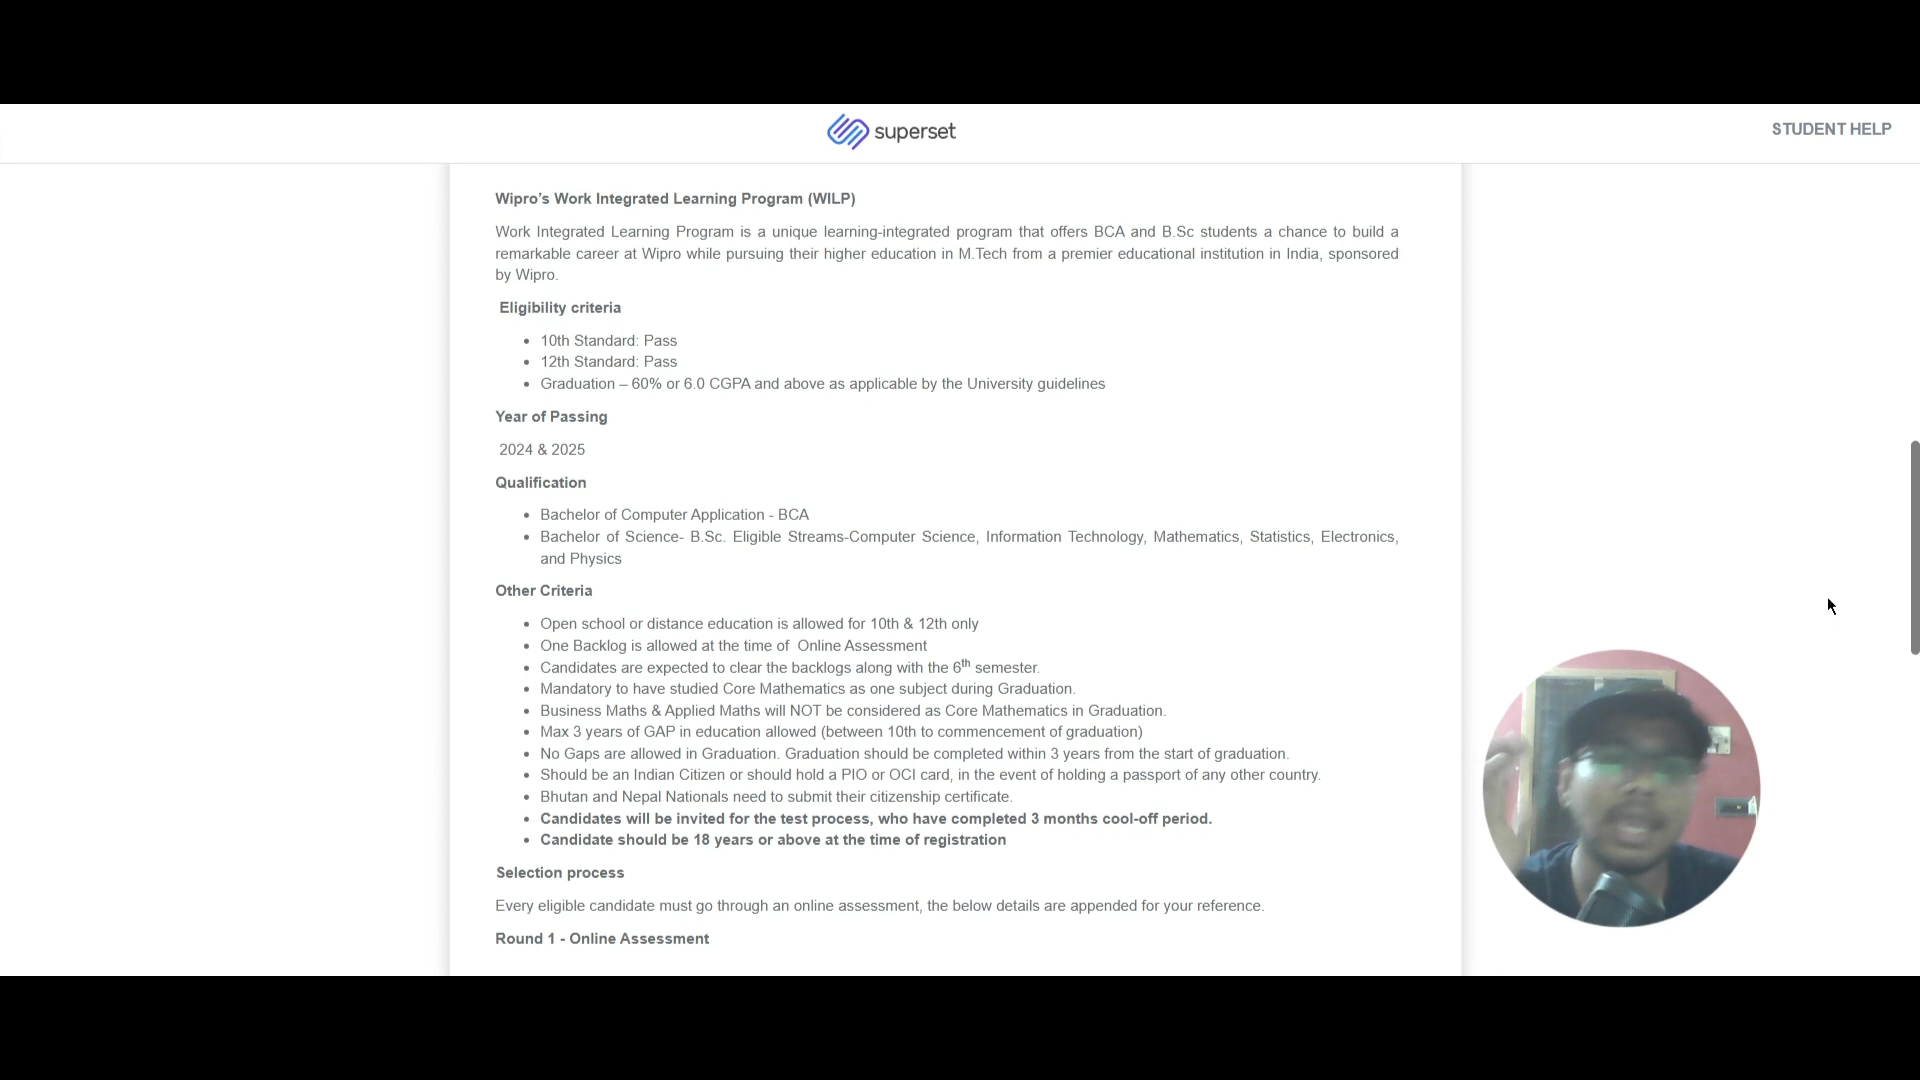 superset
STUDENT HELP
Wipro’s Work Integrated Learning Program (WILP)
Work Integrated Learning Program is a unique learning-integrated program that offers BCA and B.Sc students a chance to build a
remarkable career at Wipro while pursuing their higher education in M.Tech from a premier educational institution in India, sponsored
by Wipro.
Eligibility criteria
• 10th Standard: Pass
• 12th Standard: Pass
• Graduation – 60% or 6.0 CGPA and above as applicable by the University guidelines
Year of Passing
2024 & 2025
Qualification
• Bachelor of Computer Application - BCA
• Bachelor of Science- B.Sc. Eligible Streams-Computer Science, Information Technology, Mathematics, Statistics, Electronics,
and Physics
Other Criteria
• Open school or distance education is allowed for 10th & 12th only
• One Backlog is allowed at the time of Online Assessment
• Candidates are expected to clear the backlogs along with the 6th semester.
• Mandatory to have studied Core Mathematics as one subject during Graduation.
• Business Maths & Applied Maths will NOT be considered as Core Mathematics in Graduation.
• Max 3 years of GAP in education allowed (between 10th to commencement of graduation)
• No Gaps are allowed in Graduation. Graduation should be completed within 3 years from the start of graduation.
• Should be an Indian Citizen or should hold a PIO or OCI card, in the event of holding a passport of any other country.
• Bhutan and Nepal Nationals need to submit their citizenship certificate.
• Candidates will be invited for the test process, who have completed 3 months cool-off period.
• Candidate should be 18 years or above at the time of registration
Selection process
Every eligible candidate must go through an online assessment, the below details are appended for your reference.
Round 1 - Online Assessment